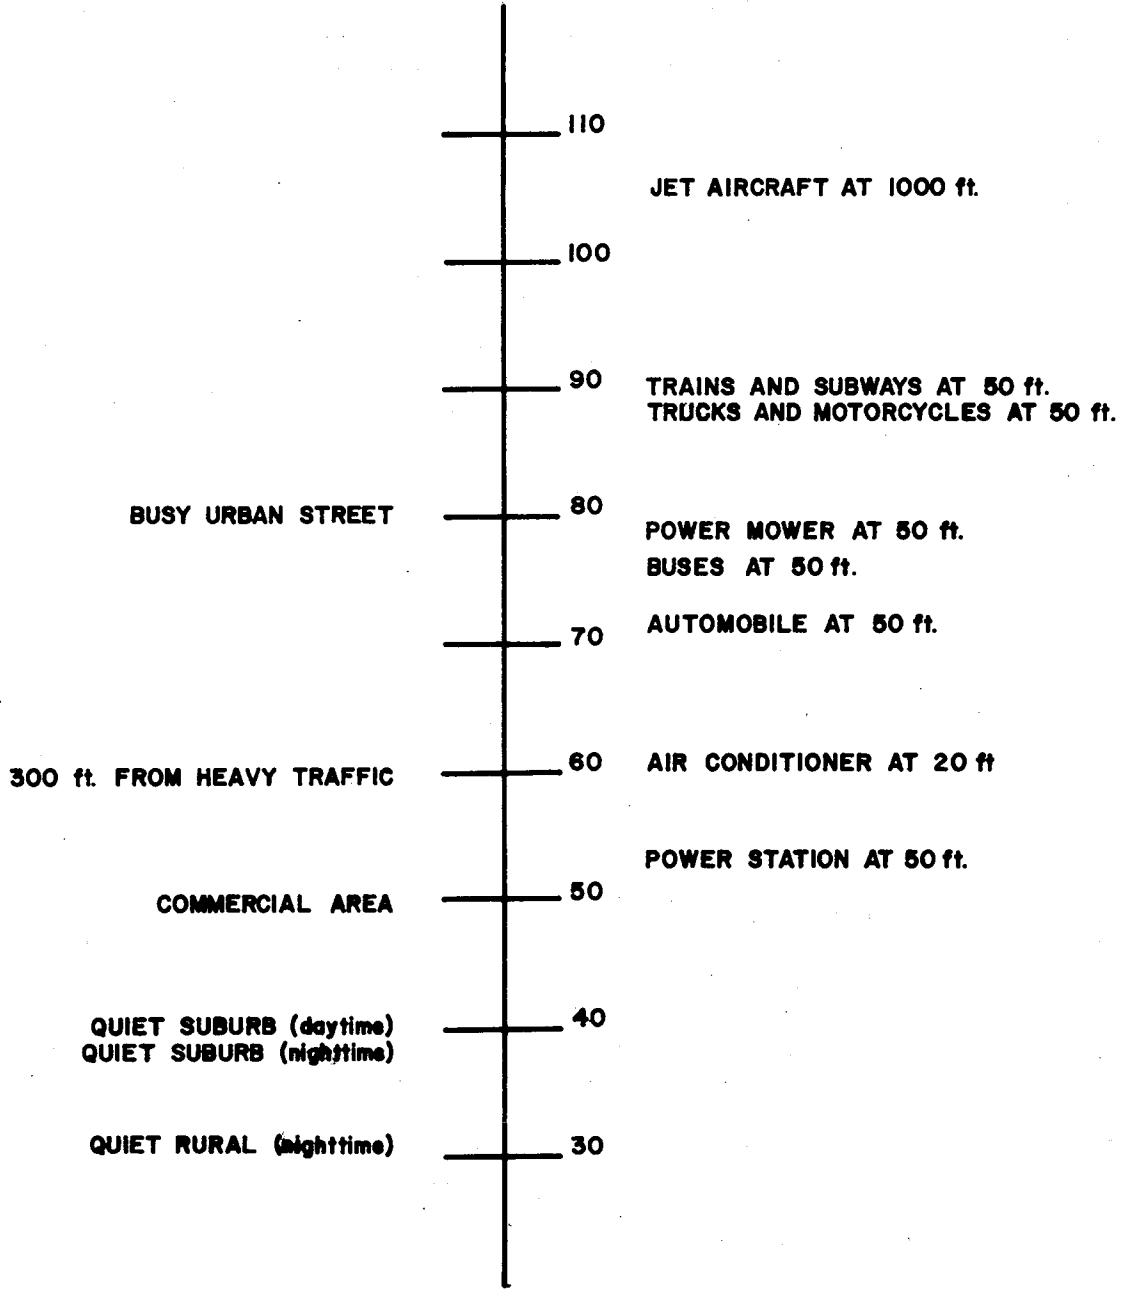 110
JET AIRCRAFT AT 1000 ft.
100
90
TRAINS AND SUBWAYS AT 50 ft.
TRUCKS AND MOTORCYCLES AT 50 ft.
BUSY URBAN STREET
80
POWER MOWER AT 50 ft.
BUSES AT 50 ft.
AUTOMOBILE AT 50 ft.
70
300 ft. FROM HEAVY TRAFFIC
60
AIR CONDITIONER AT 20 ft
POWER STATION AT 50 ft.
COMMERCIAL AREA
50
QUIET SUBURB (daytime)
40
QUIET SUBURB (nighttime)
QUIET RURAL (nighttime)
30